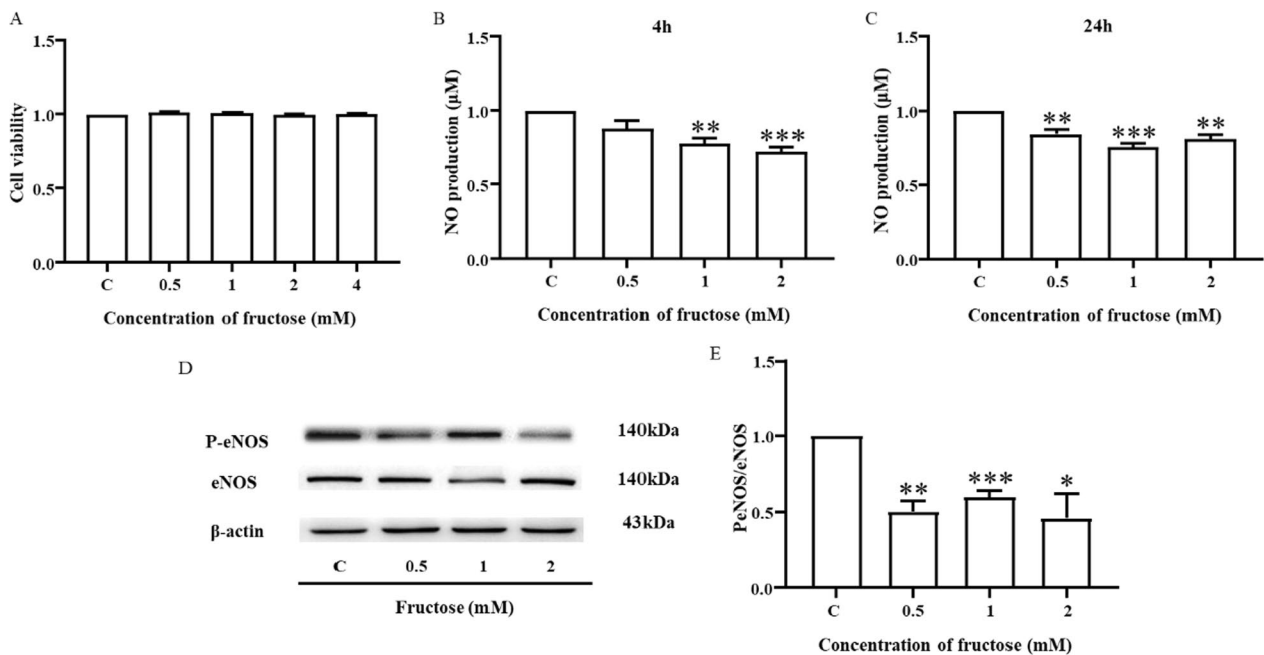 A
1.5
1.0
0.5
0.0
Cell viability
C 0.5 1 2 4
Concentration of fructose (mM)
B
4h
1.5
1.0
0.5
0.0
NO production (μM)
** ***
C 0.5 1 2
Concentration of fructose (mM)
C
24h
1.5
1.0
0.5
0.0
NO production (μM)
** *** **
C 0.5 1 2
Concentration of fructose (mM)
D
P-eNOS 140kDa
eNOS 140kDa
β-actin 43kDa
C 0.5 1 2
Fructose (mM)
E
1.5
1.0
0.5
0.0
PeNOS/eNOS
** *** *
C 0.5 1 2
Concentration of fructose (mM)